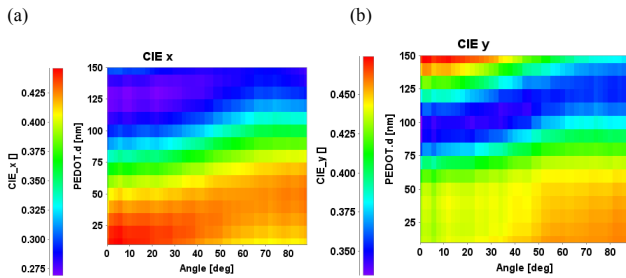 (a)
(b)
CIE x
CIE y
CIE_x []
0.425
0.400
0.375
0.350
0.325
0.300
0.275
PEDOT.d [nm]
150
125
100
75
50
25
0 10 20 30 40 50 60 70 80
Angle [deg]
CIE_y []
0.450
0.425
0.400
0.375
0.350
PEDOT.d [nm]
150
125
100
75
50
25
0 10 20 30 40 50 60 70 80
Angle [deg]